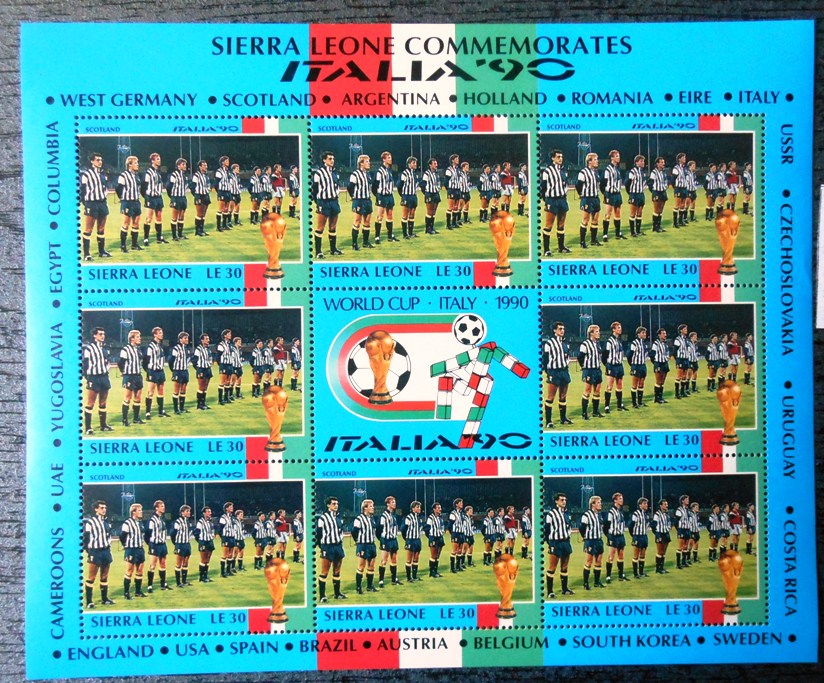 SIERRA LEONE COMMEMORATES
ITALIA'90
• WEST GERMANY • SCOTLAND • ARGENTINA • HOLLAND • ROMANIA • EIRE • ITALY •
CAMEROONS • UAE • YUGOSLAVIA • EGYPT • COLUMBIA
USSR • CZECHOSLOVAKIA • URUGUAY • COSTA RICA
SCOTLAND ITALIA'90
SIERRA LEONE LE 30
SCOTLAND ITALIA'90
SIERRA LEONE LE 30
SCOTLAND ITALIA'90
SIERRA LEONE LE 30
SCOTLAND ITALIA'90
SIERRA LEONE LE 30
WORLD CUP · ITALY · 1990
ITALIA'90
SCOTLAND ITALIA'90
SIERRA LEONE LE 30
SCOTLAND ITALIA'90
SIERRA LEONE LE 30
SCOTLAND ITALIA'90
SIERRA LEONE LE 30
SCOTLAND ITALIA'90
SIERRA LEONE LE 30
• ENGLAND • USA • SPAIN • BRAZIL • AUSTRIA • BELGIUM • SOUTH KOREA • SWEDEN •